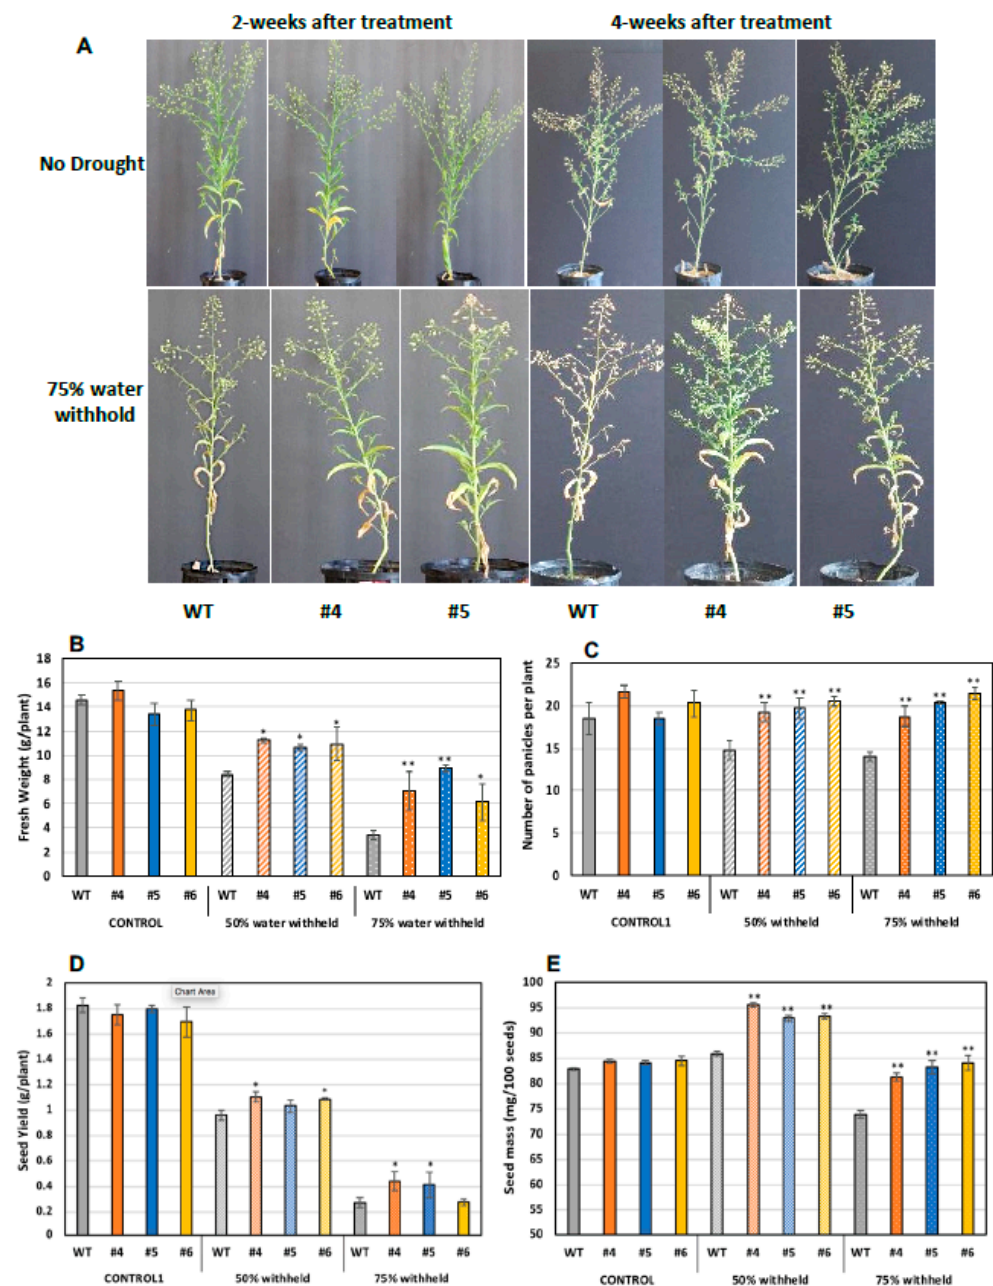 2-weeks after treatment 4-weeks after treatment
A
No Drought
75% water
withhold
WT #4 #5 WT #4 #5
B
Fresh Weight (g/plant)
18
16
14
12
10
8
6
4
2
0
* * * ** ** *
WT #4 #5 #6 WT #4 #5 #6 WT #4 #5 #6
CONTROL 50% water withheld 75% water withheld
C
Number of panicles per plant
25
20
15
10
5
0
** ** ** ** ** **
WT #4 #5 #6 WT #4 #5 #6 WT #4 #5 #6
CONTROL1 50% withheld 75% withheld
D
Seed Yield (g/plant)
2
1.8
1.6
1.4
1.2
1
0.8
0.6
0.4
0.2
0
Chart Area
* * * *
WT #4 #5 #6 WT #4 #5 #6 WT #4 #5 #6
CONTROL1 50% withheld 75% withheld
E
Seed mass (mg/100 seeds)
100
95
90
85
80
75
70
65
60
55
50
** ** ** ** ** **
WT #4 #5 #6 WT #4 #5 #6 WT #4 #5 #6
CONTROL 50% withheld 75% withheld